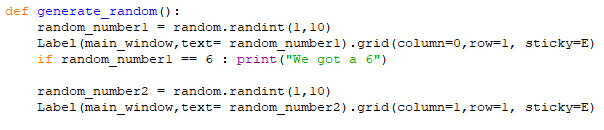 def generate_random():
    random_number1 = random.randint(1,10)
    Label(main_window,text= random_number1).grid(column=0,row=1, sticky=E)
    if random_number1 == 6 : print("We got a 6")

    random_number2 = random.randint(1,10)
    Label(main_window,text= random_number2).grid(column=1,row=1, sticky=E)